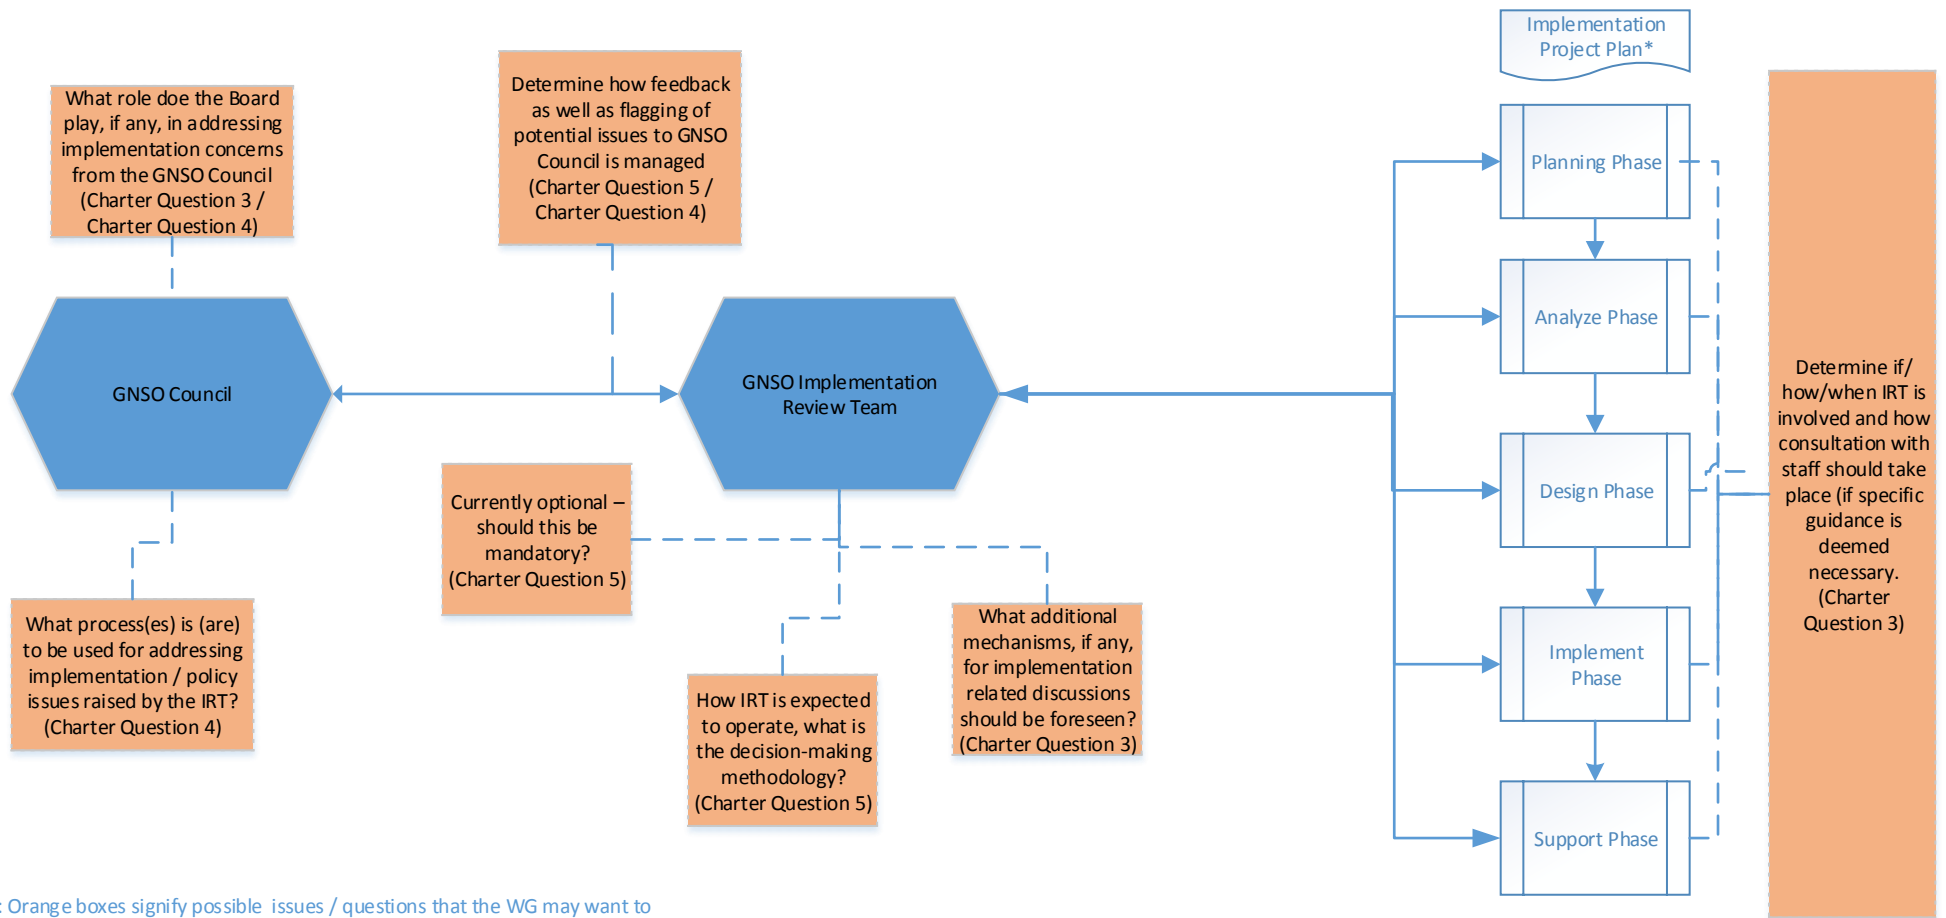 Implementation
Project Plan*
What role doe the Board
play, if any, in addressing
implementation concerns
from the GNSO Council
(Charter Question 3 /
Charter Question 4)
Determine how feedback
as well as flagging of
potential issues to GNSO
Council is managed
(Charter Question 5 /
Charter Question 4)
Planning Phase
Analyze Phase
GNSO Council
GNSO Implementation
Review Team
Determine if/
how/when IRT is
involved and how
consultation with
staff should take
place (if specific
guidance is
deemed
necessary.
(Charter
Question 3)
Design Phase
Currently optional –
should this be
mandatory?
(Charter Question 5)
What process(es) is (are)
to be used for addressing
implementation / policy
issues raised by the IRT?
(Charter Question 4)
How IRT is expected
to operate, what is
the decision-making
methodology?
(Charter Question 5)
What additional
mechanisms, if any,
for implementation
related discussions
should be foreseen?
(Charter Question 3)
Implement
Phase
Support Phase
: Orange boxes signify possible issues / questions that the WG may want to